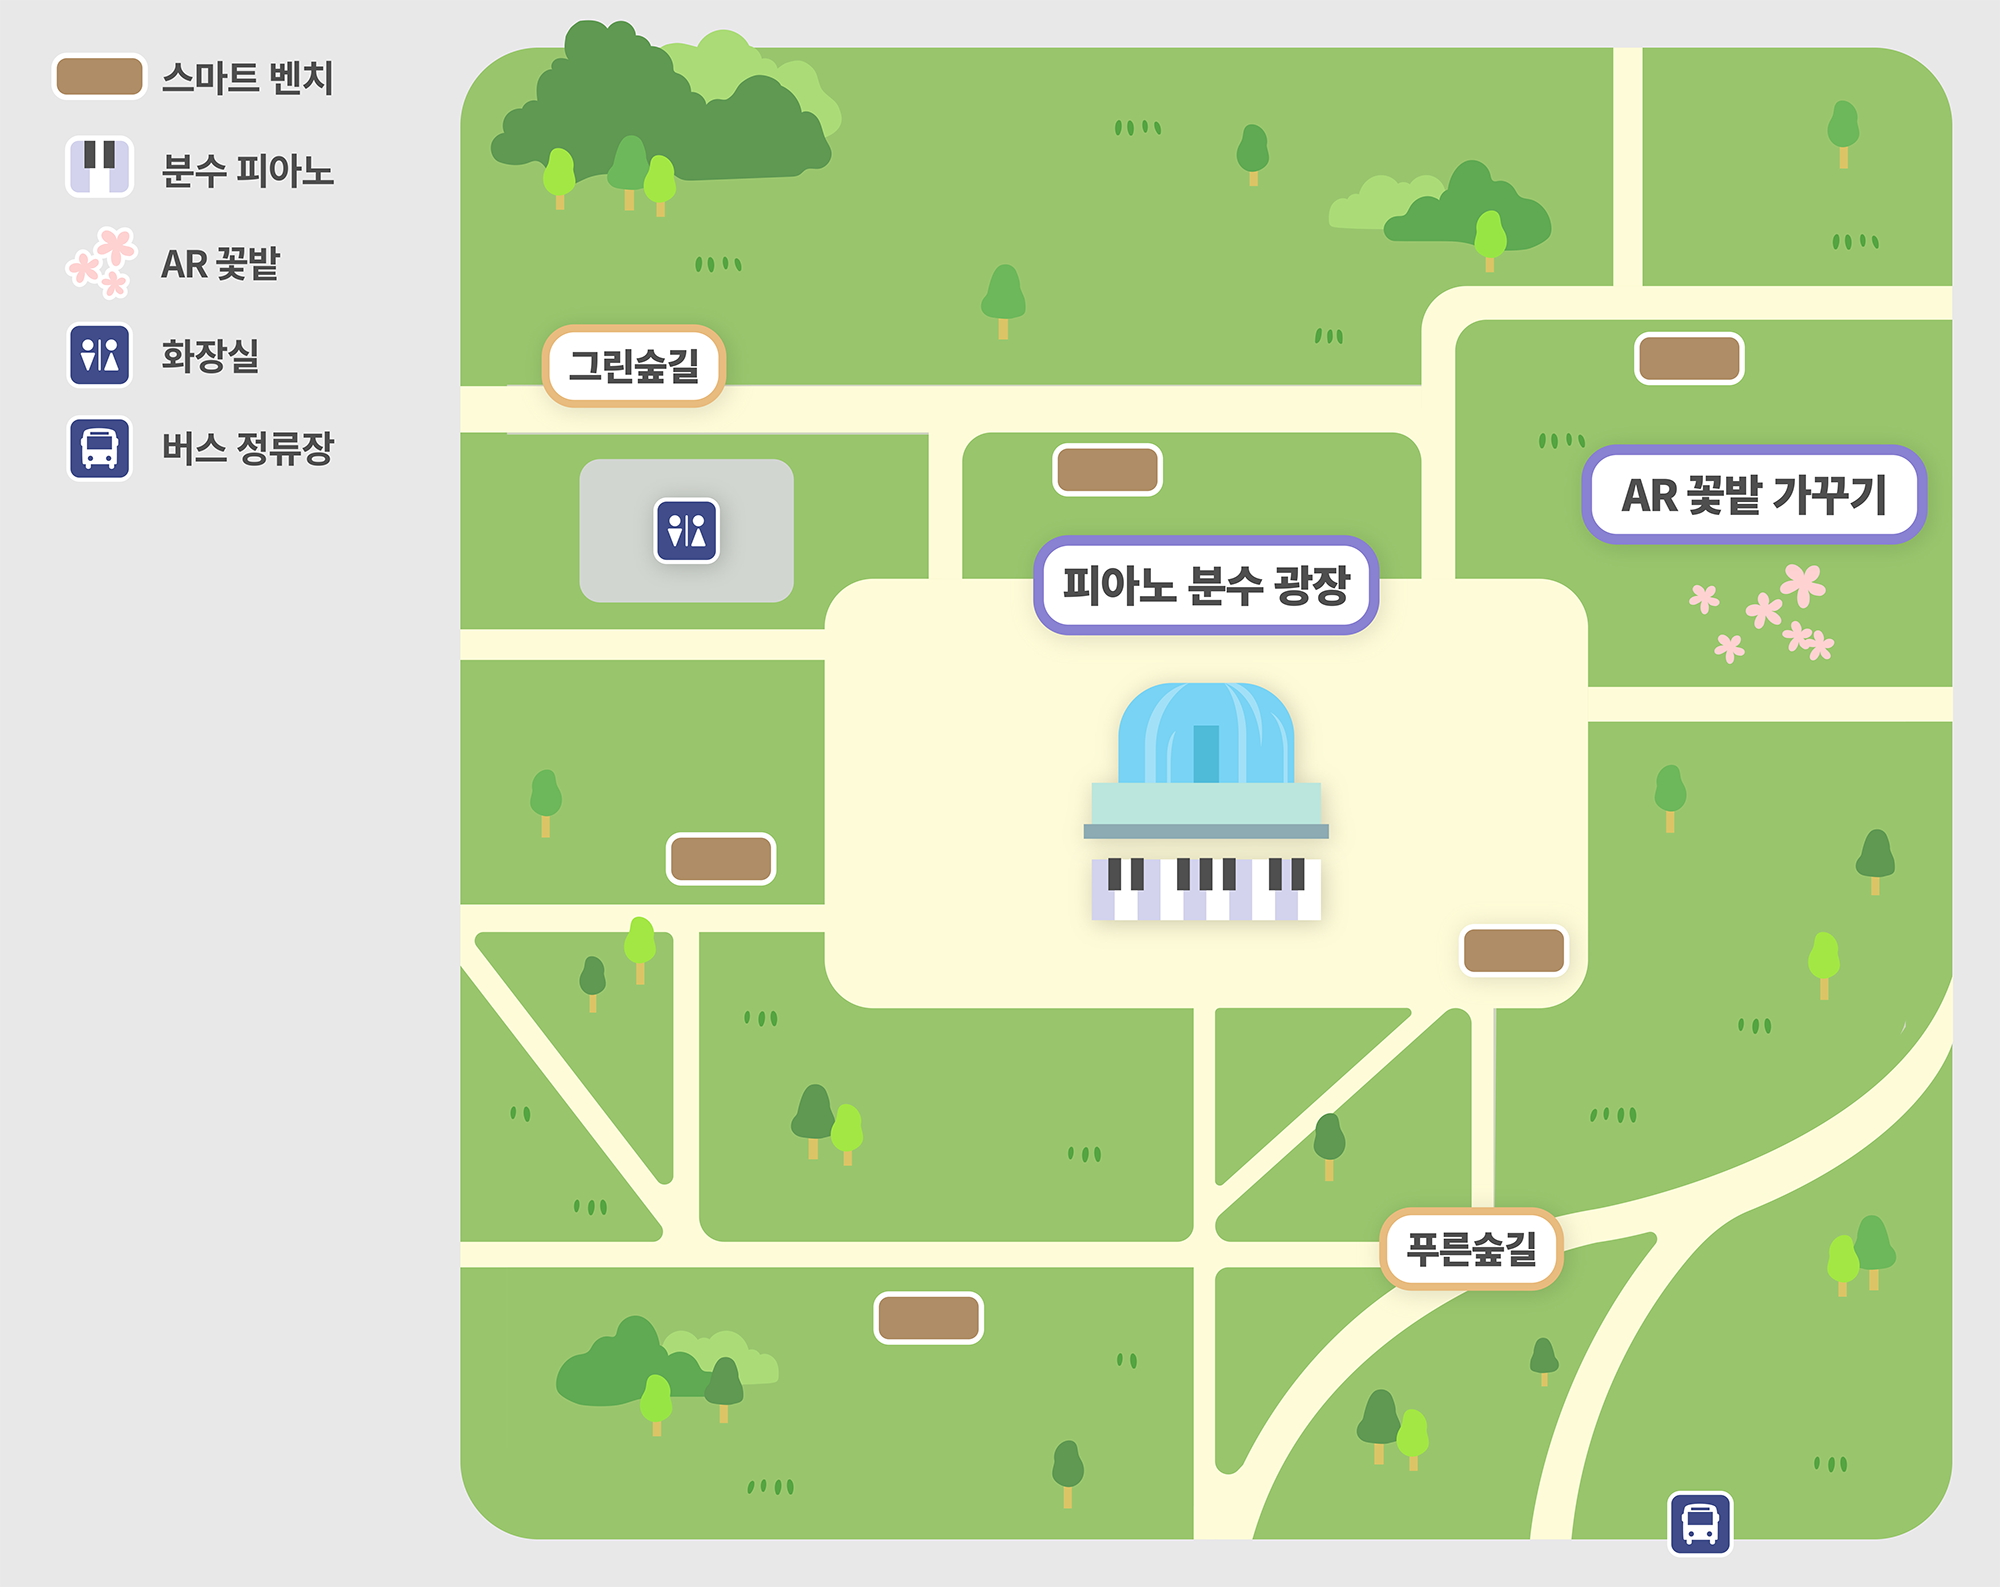 스마트 벤치
분수 피아노
AR 꽃밭
화장실
버스 정류장
그린숲길
AR 꽃밭 가꾸기
피아노 분수 광장
푸른숲길